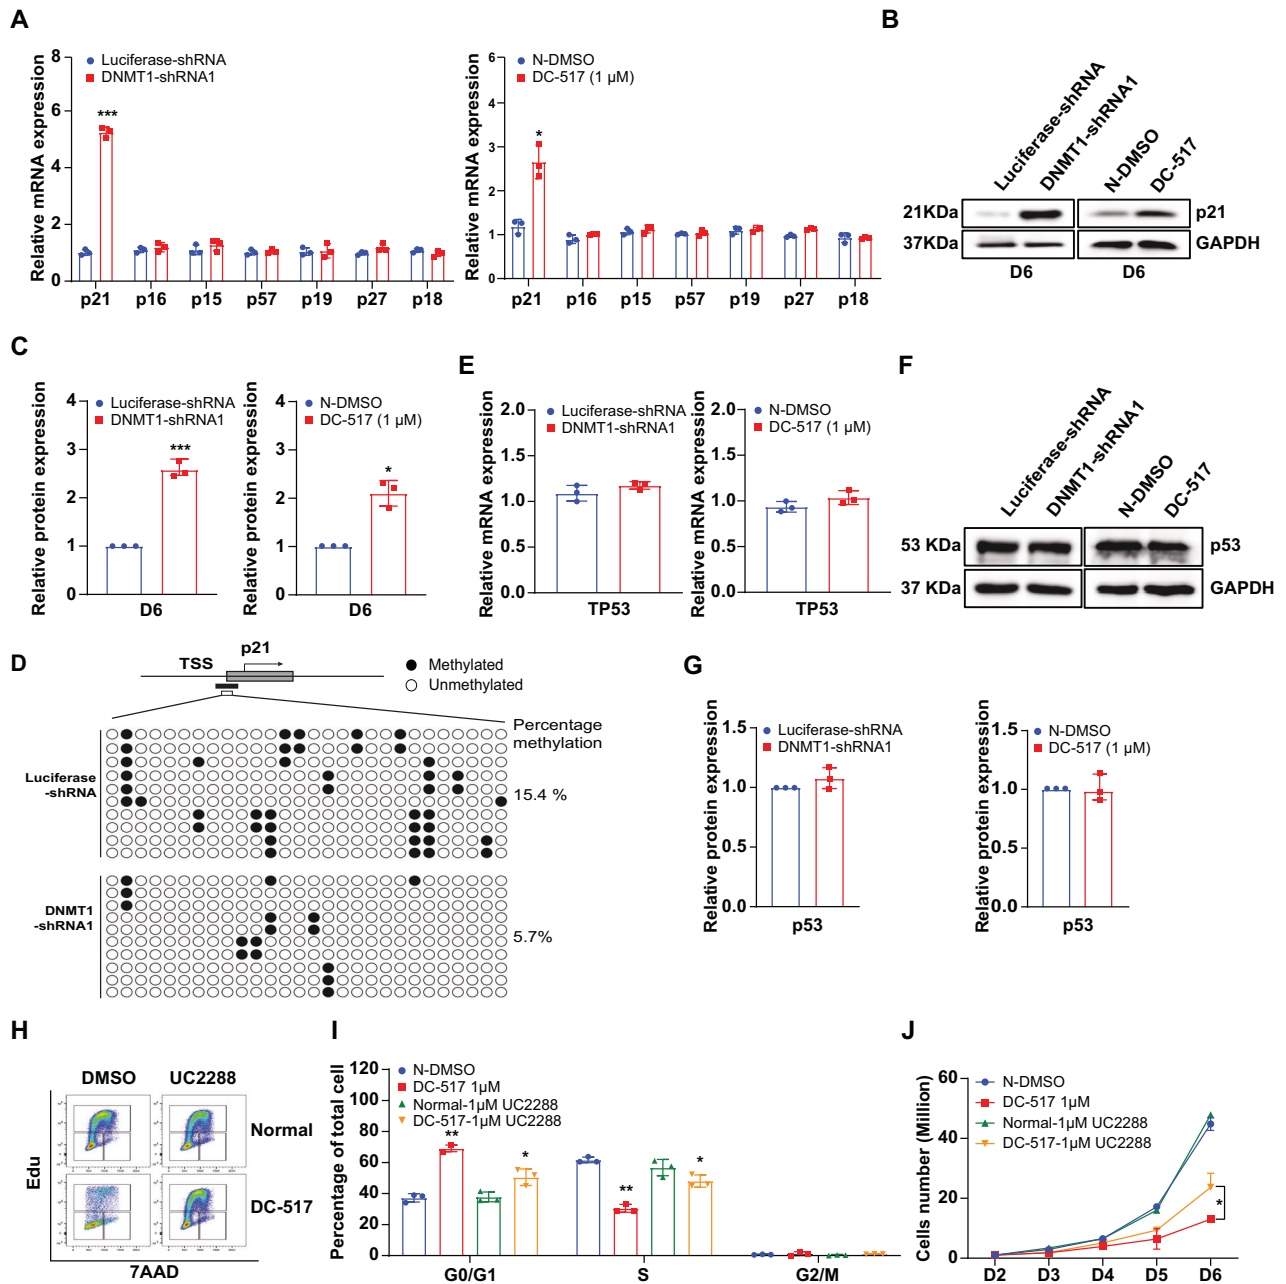 A
Relative mRNA expression
8
6
4
2
0
Luciferase-shRNA
DNMT1-shRNA1
***
p21 p16 p15 p57 p19 p27 p18
Relative mRNA expression
6
4
3
2
1
0
N-DMSO
DC-517 (1 µM)
*
p21 p16 p15 p57 p19 p27 p18
B
Luciferase-shRNA
DNMT1-shRNA1
N-DMSO
DC-517
21KDa
p21
37KDa
GAPDH
D6 D6
C
Relative protein expression
4
3
2
1
0
Luciferase-shRNA
DNMT1-shRNA1
***
D6
Relative protein expression
4
3
2
1
0
N-DMSO
DC-517 (1 µM)
*
D6
E
Relative mRNA expression
2.0
1.5
1.0
0.5
0.0
Luciferase-shRNA
DNMT1-shRNA1
TP53
Relative mRNA expression
2.0
1.5
1.0
0.5
0.0
N-DMSO
DC-517 (1 µM)
TP53
F
Luciferase-shRNA
DNMT1-shRNA1
N-DMSO
DC-517
53 KDa
p53
37 KDa
GAPDH
D
p21
TSS
Methylated
Unmethylated
Percentage
methylation
Luciferase
-shRNA
15.4 %
DNMT1
-shRNA1
5.7%
G
Relative protein expression
1.5
1.0
0.5
0.0
Luciferase-shRNA
DNMT1-shRNA1
p53
Relative protein expression
1.5
1.0
0.5
0.0
N-DMSO
DC-517 (1 µM)
p53
H
DMSO UC2288
Normal
DC-517
Edu
7AAD
I
Percentage of total cell
120
100
80
60
40
20
0
N-DMSO
DC-517 1µM
Normal-1µM UC2288
DC-517-1µM UC2288
**
*
**
*
G0/G1 S G2/M
J
Cells number (Million)
60
40
20
0
N-DMSO
DC-517 1µM
Normal-1µM UC2288
DC-517-1µM UC2288
*
D2 D3 D4 D5 D6